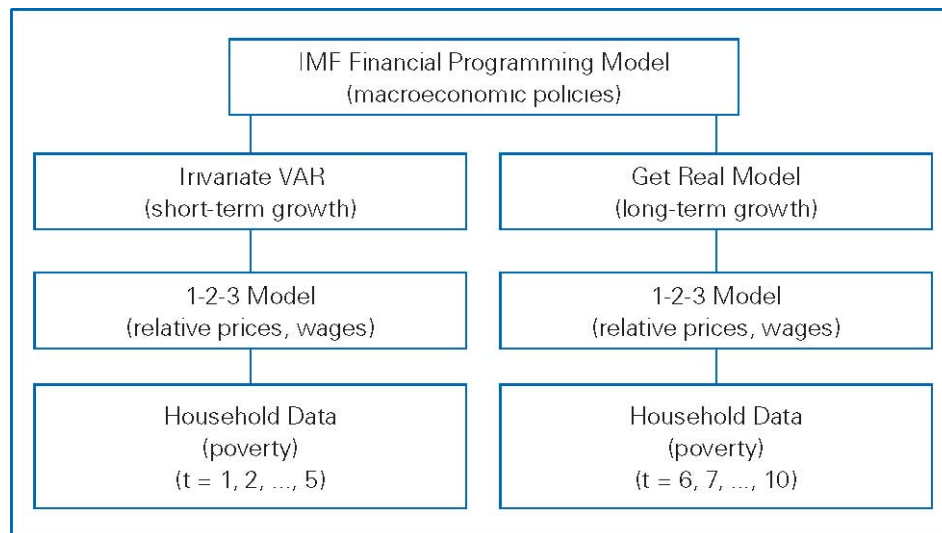 IMF Financial Programming Model
(macroeconomic policies)
Trivariate VAR
(short-term growth)
Get Real Model
(long-term growth)
1-2-3 Model
(relative prices, wages)
1-2-3 Model
(relative prices, wages)
Household Data
(poverty)
(t = 1, 2, ..., 5)
Household Data
(poverty)
(t = 6, 7, ..., 10)